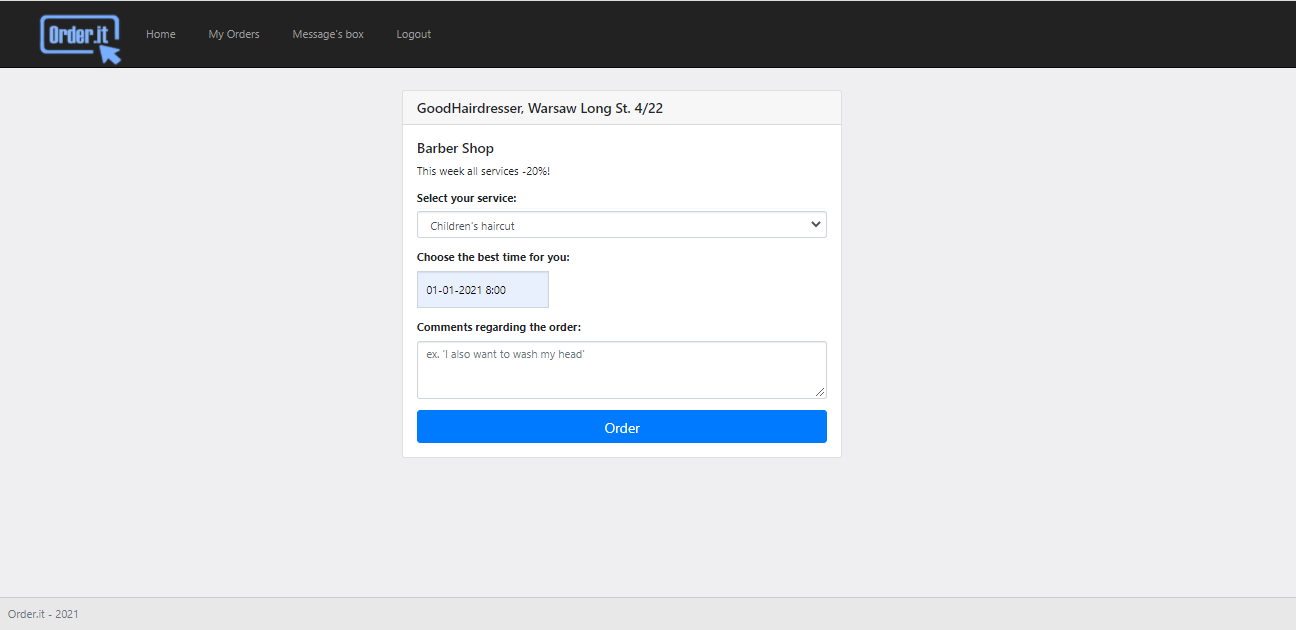 Order.it
Home
My Orders
Message's box
Logout
GoodHairdresser, Warsaw Long St. 4/22
Barber Shop
This week all services -20%!
Select your service:
Children's haircut
Choose the best time for you:
01-01-2021 8:00
Comments regarding the order:
ex. 'I also want to wash my head'
Order
Order.it - 2021